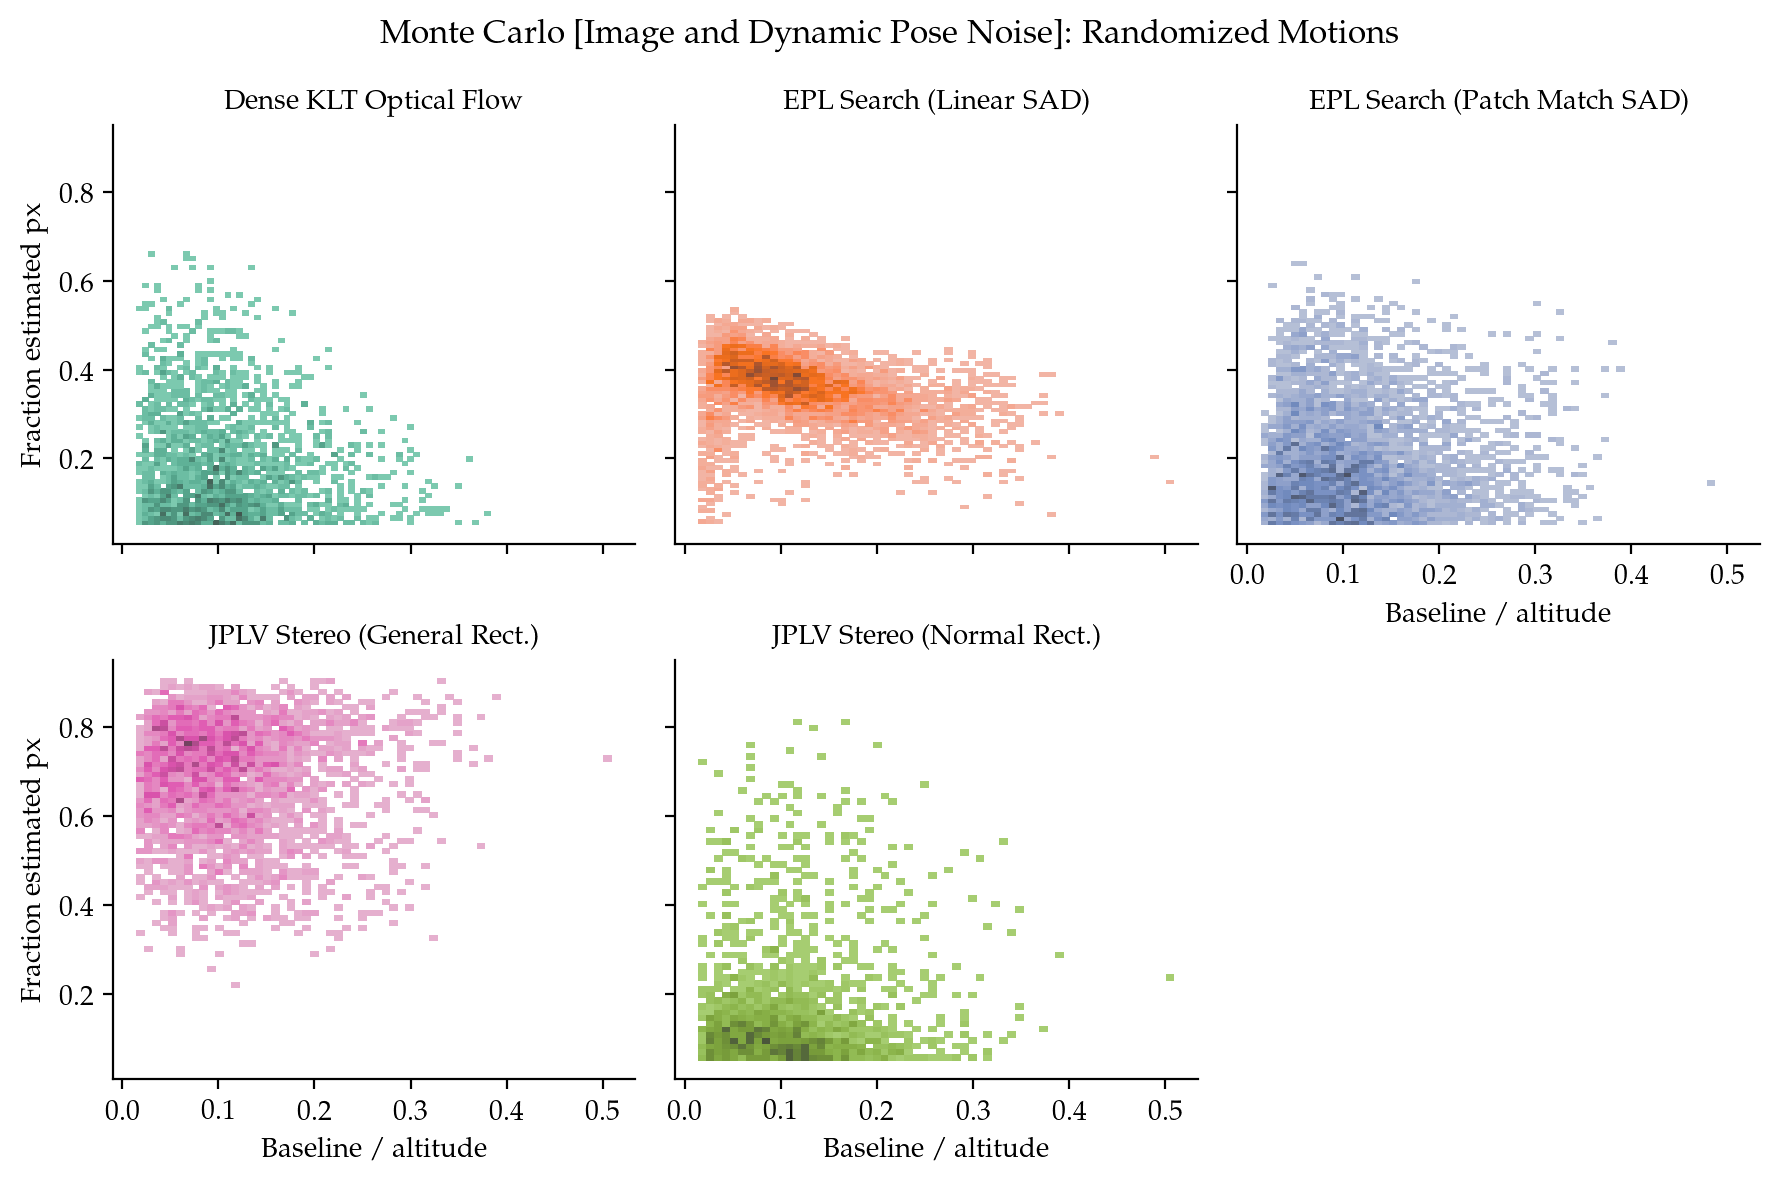 Monte Carlo [Image and Dynamic Pose Noise]: Randomized Motions
Dense KLT Optical Flow
EPL Search (Linear SAD)
EPL Search (Patch Match SAD)
Fraction estimated px
0.8
0.6
0.4
0.2
0.0 0.1 0.2 0.3 0.4 0.5
Baseline / altitude
JPLV Stereo (General Rect.)
JPLV Stereo (Normal Rect.)
Fraction estimated px
0.8
0.6
0.4
0.2
0.0 0.1 0.2 0.3 0.4 0.5
Baseline / altitude
0.0 0.1 0.2 0.3 0.4 0.5
Baseline / altitude